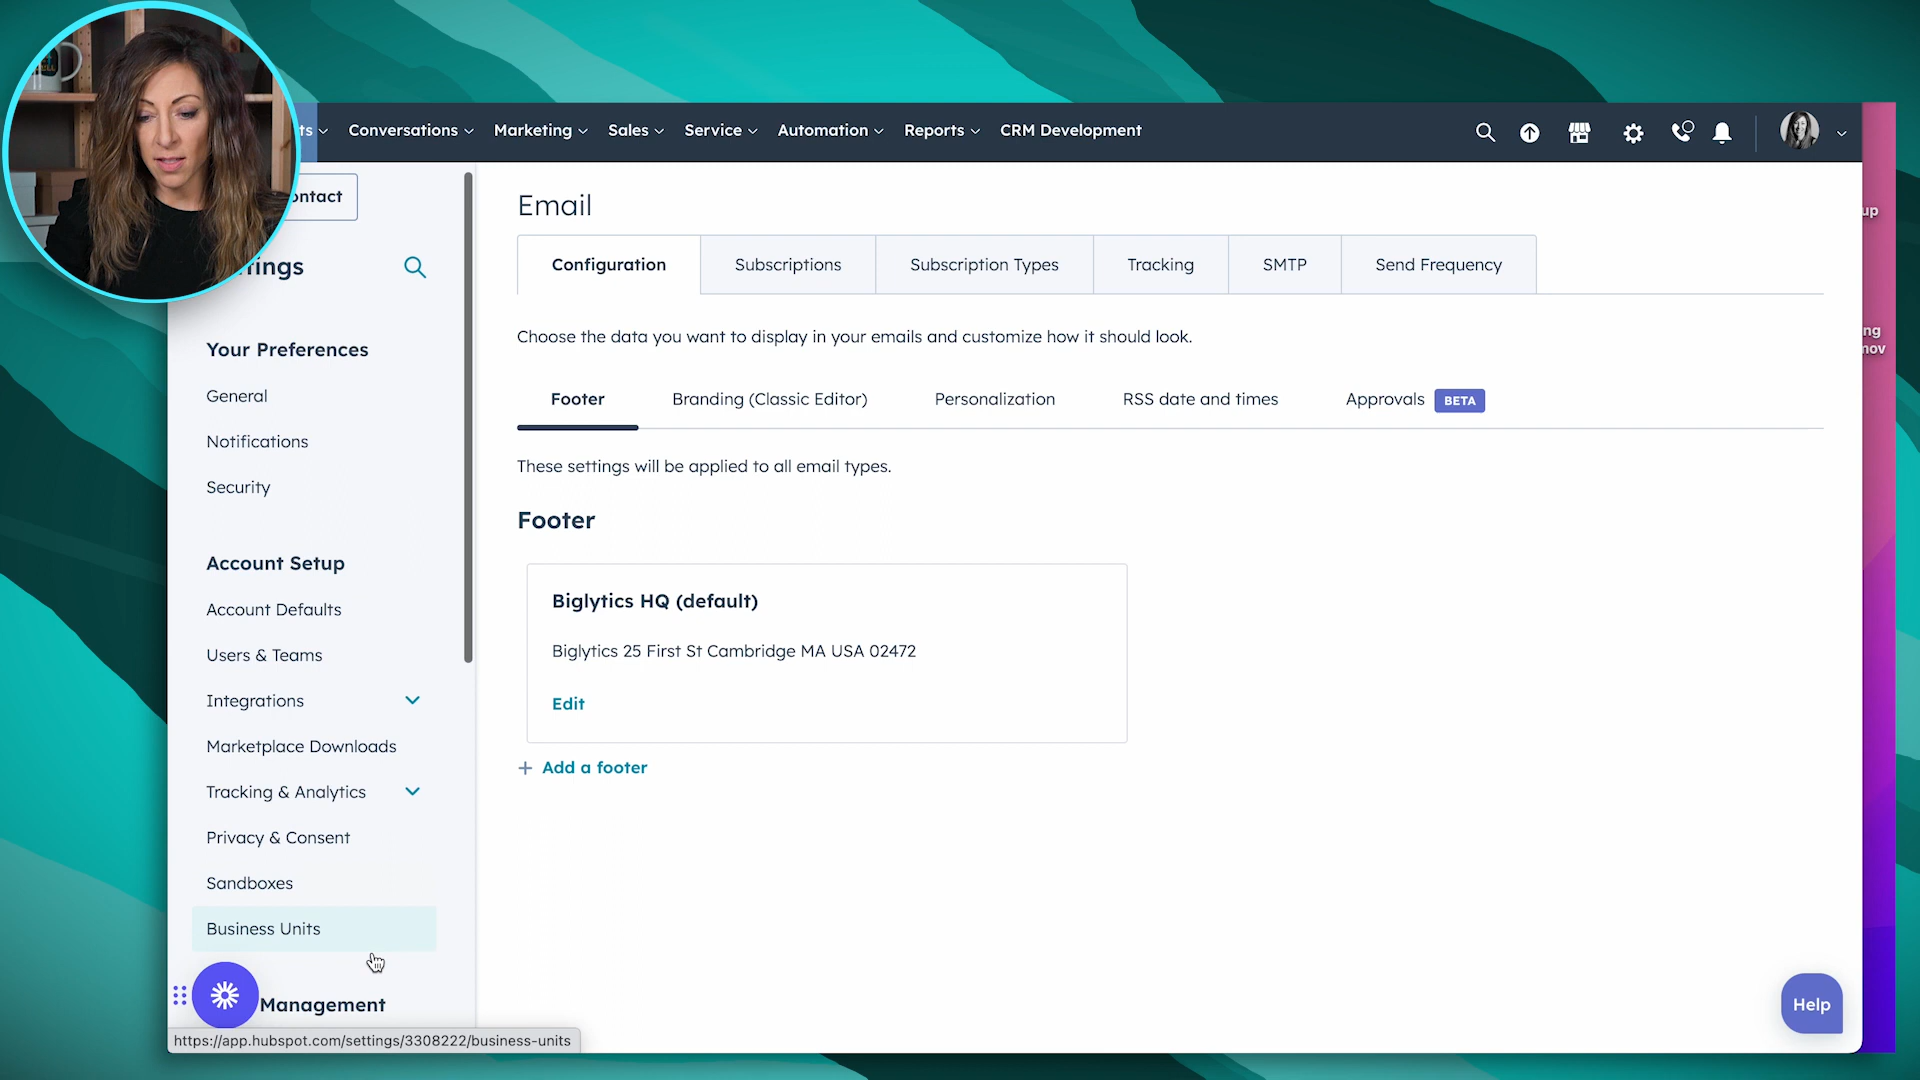 ts
Conversations
Marketing
Sales
Service
Automation
Reports
CRM Development
ontact
ings
Your Preferences
General
Notifications
Security
Account Setup
Account Defaults
Users & Teams
Integrations
Marketplace Downloads
Tracking & Analytics
Privacy & Consent
Sandboxes
Business Units
Management
https://app.hubspot.com/settings/3308222/business-units
Email
Configuration
Subscriptions
Subscription Types
Tracking
SMTP
Send Frequency
Choose the data you want to display in your emails and customize how it should look.
Footer
Branding (Classic Editor)
Personalization
RSS date and times
Approvals BETA
These settings will be applied to all email types.
Footer
Biglytics HQ (default)
Biglytics 25 First St Cambridge MA USA 02472
Edit
+ Add a footer
Help
up
ng
nov